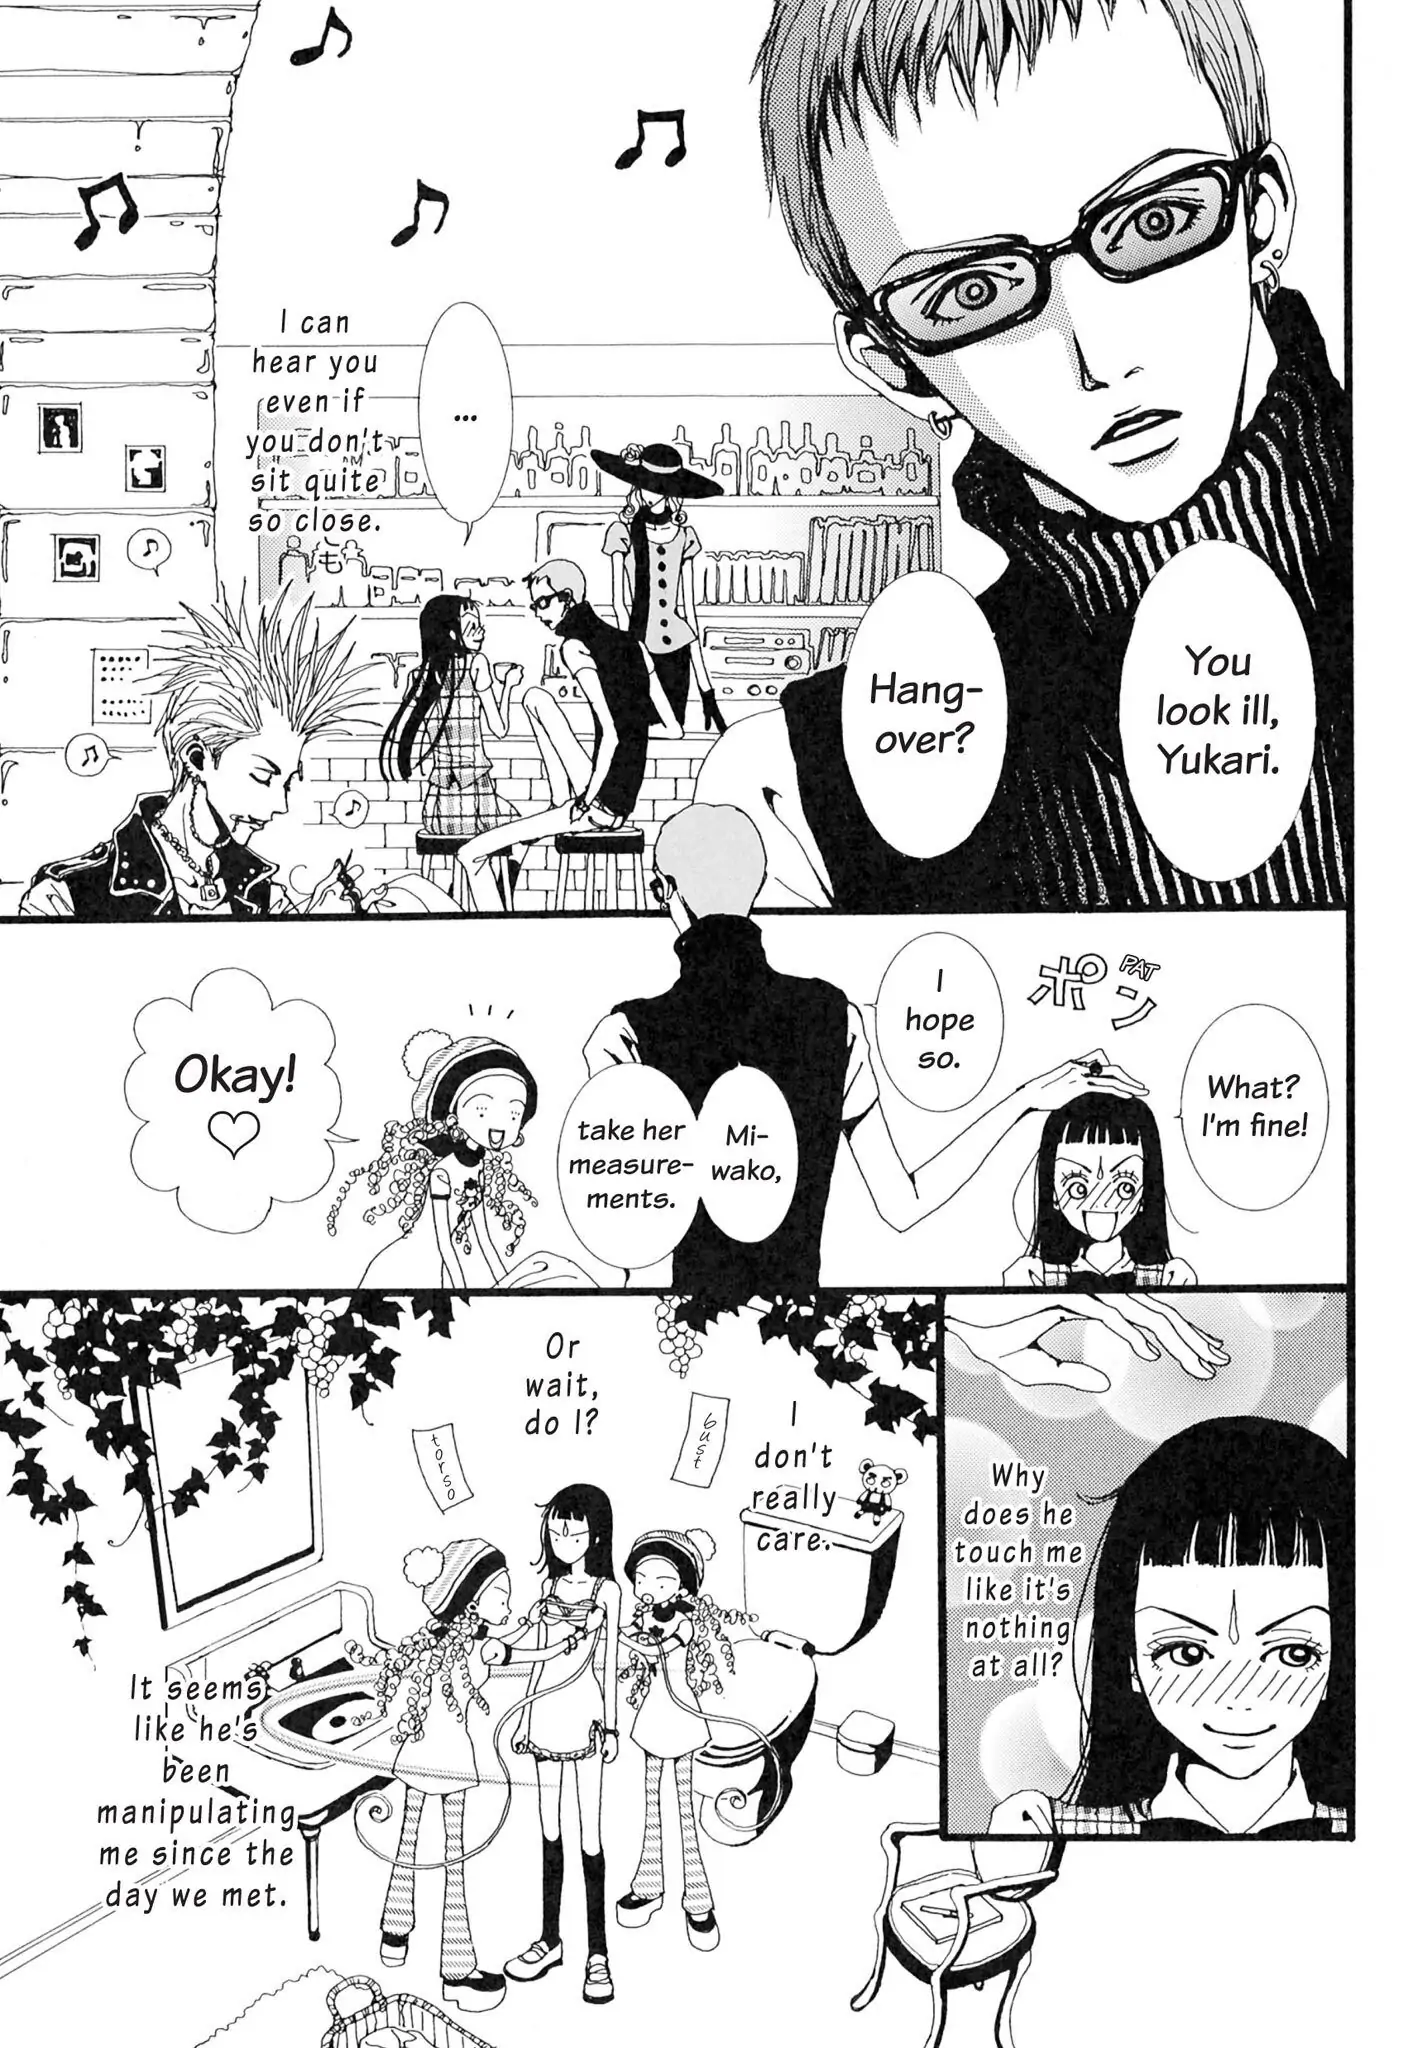 You
look ill,
Yukari.
Hang-
over?
...
I can
hear you
even if
you don't
sit quite
so close.
も
What?
I'm fine!
PAT
ポン
I
hope
so.
Mi-
wako,
take her
measure-
ments.
Okay!
♡
Why
does he
touch me
like it's
nothing
at all?
I
don't
really
care.
Or
wait,
do I?
bust
torso
It seems
like he's
been
manipulating
me since the
day we met.